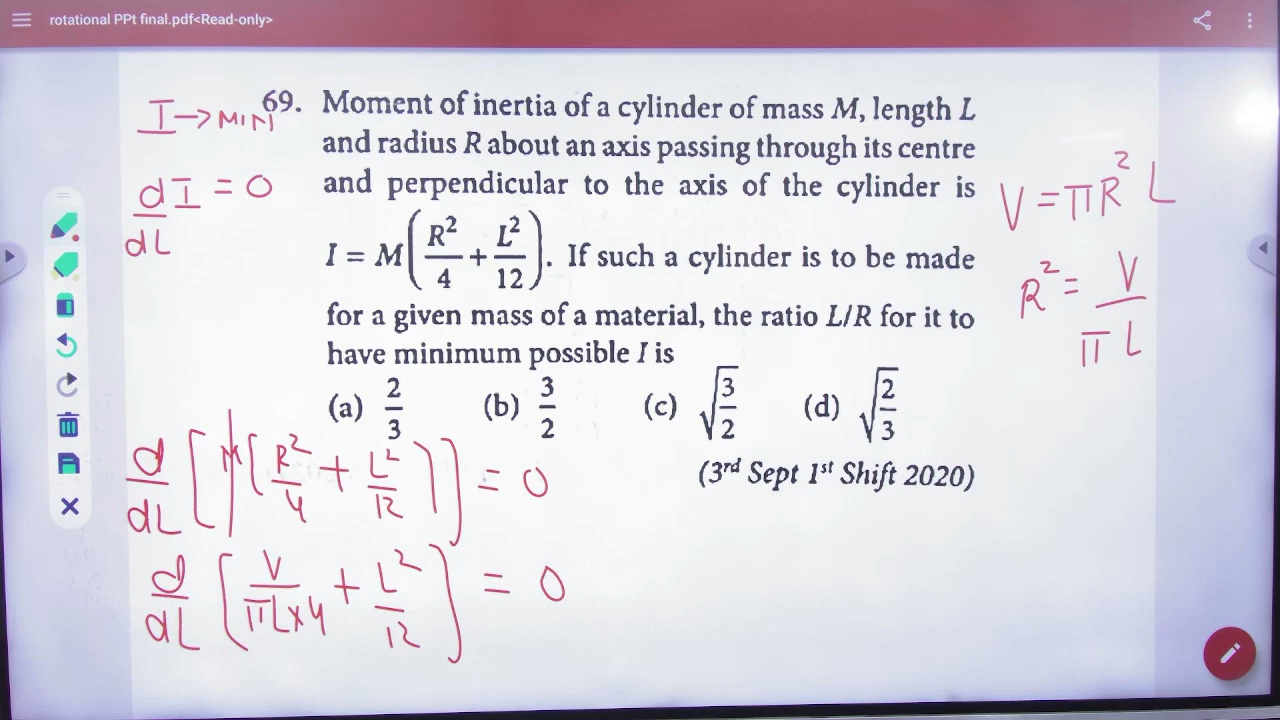 rotational PPt final.pdf<Read-only>
I → MINI
69. Moment of inertia of a cylinder of mass M, length L
and radius R about an axis passing through its centre
and perpendicular to the axis of the cylinder is
I = M(R²/4 + L²/12). If such a cylinder is to be made
for a given mass of a material, the ratio L/R for it to
have minimum possible I is
(a) 2/3 (b) 3/2 (c) √(3/2) (d) √(2/3)
(3rd Sept 1st Shift 2020)
d/dL I = 0
V = πR² L
R² = V/πL
d/dL [M(R²/4 + L²/12)] = 0
d/dL [V/πL×4 + L²/12] = 0